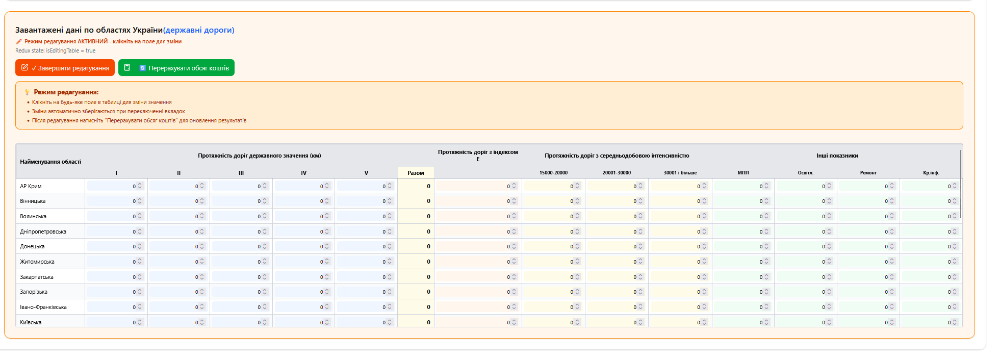 Завантажені дані по областях України(державні дороги)
Режим редагування АКТИВНИЙ - клікніть на поле для зміни
Redux state: isEditingTable = true
✓ Завершити редагування
Перерахувати обсяг коштів
Режим редагування:
• Клікніть на будь-яке поле в таблиці для зміни значення
• Зміни автоматично зберігаються при переключенні вкладок
• Після редагування натисніть "Перерахувати обсяг коштів" для оновлення результатів
Найменування області
Протяжність доріг державного значення (км)
Протяжність доріг з індексом
Е
Протяжність доріг з середньодобовою інтенсивністю
Інші показники
I II III IV V Разом 15000-20000 20001-30000 30001 і більше МПП Освітл. Ремонт Кр.інф.
АР Крим 0 0 0 0 0 0 0 0 0 0 0 0 0 0
Вінницька 0 0 0 0 0 0 0 0 0 0 0 0 0 0
Волинська 0 0 0 0 0 0 0 0 0 0 0 0 0 0
Дніпропетровська 0 0 0 0 0 0 0 0 0 0 0 0 0 0
Донецька 0 0 0 0 0 0 0 0 0 0 0 0 0 0
Житомирська 0 0 0 0 0 0 0 0 0 0 0 0 0 0
Закарпатська 0 0 0 0 0 0 0 0 0 0 0 0 0 0
Запорізька 0 0 0 0 0 0 0 0 0 0 0 0 0 0
Івано-Франківська 0 0 0 0 0 0 0 0 0 0 0 0 0 0
Київська 0 0 0 0 0 0 0 0 0 0 0 0 0 0